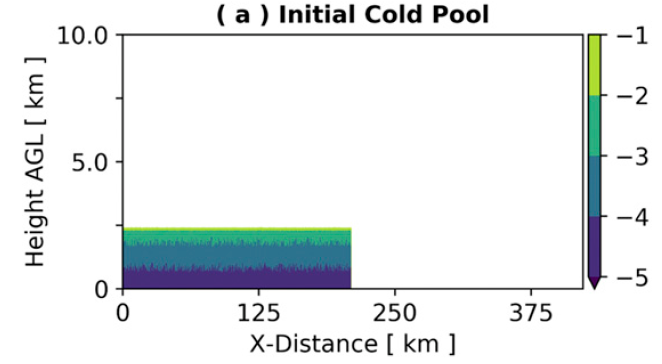 ( a ) Initial Cold Pool
10.0
5.0
0
Height AGL [ km ]
0 125 250 375
X-Distance [ km ]
−1
−2
−3
−4
−5